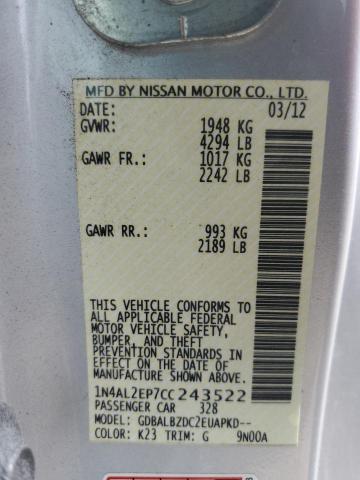 MFD BY NISSAN MOTOR CO., LTD.
DATE: 03/12
GVWR: 1948 KG
4294 LB
GAWR FR.: 1017 KG
2242 LB
GAWR RR.: 993 KG
2189 LB
THIS VEHICLE CONFORMS TO
ALL APPLICABLE FEDERAL
MOTOR VEHICLE SAFETY,
BUMPER, AND THEFT
PREVENTION STANDARDS
IN EFFECT ON THE DATE OF
MANUFACTURE SHOWN ABOVE.
1N4AL2EP7CC243522
PASSENGER CAR 328
MODEL: GDBALBZDC2EUAPKD--
COLOR: K23 TRIM: G 9N00A